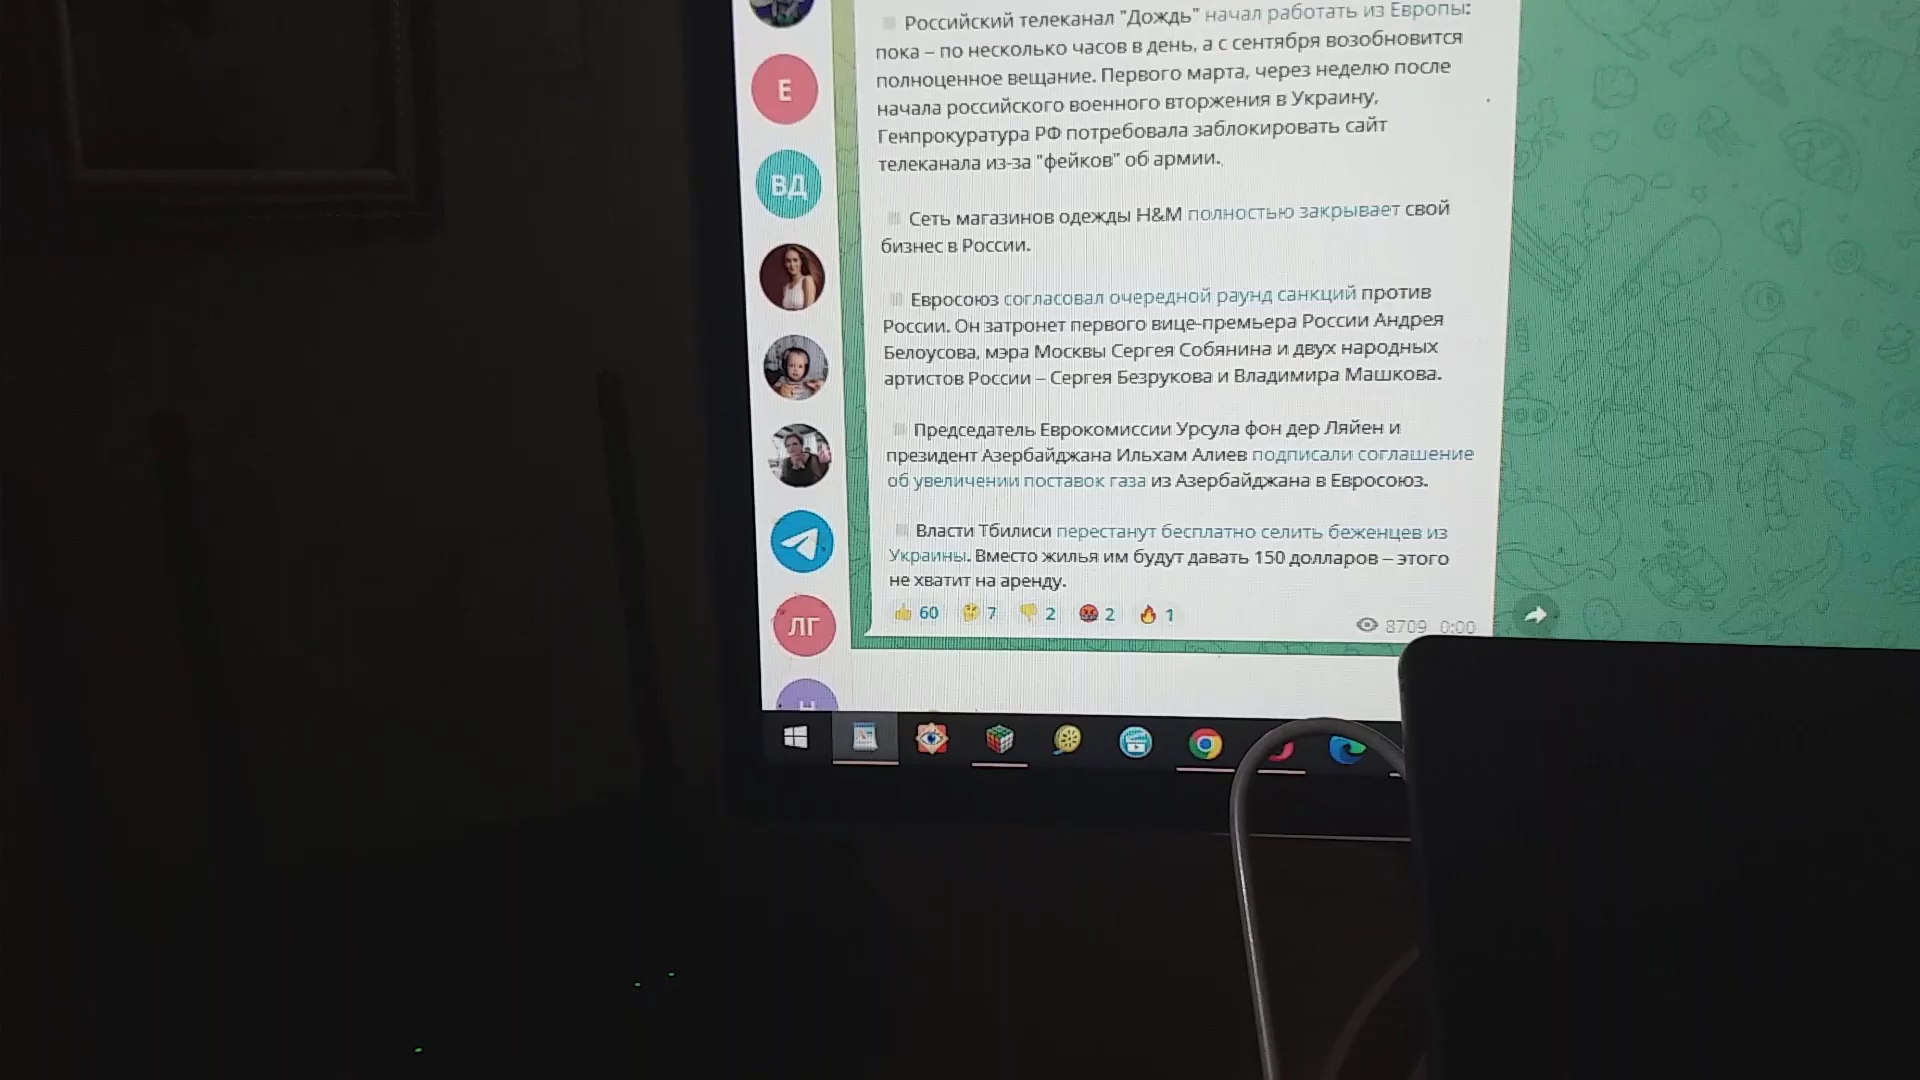 Российский телеканал "Дождь" начал работать из Европы:
пока – по несколько часов в день, а с сентября возобновится
полноценное вещание. Первого марта, через неделю после
начала российского военного вторжения в Украину,
Генпрокуратура РФ потребовала заблокировать сайт
телеканала из-за "фейков" об армии.
Сеть магазинов одежды H&M полностью закрывает свой
бизнес в России.
Евросоюз согласовал очередной раунд санкций против
России. Он затронет первого вице-премьера России Андрея
Белоусова, мэра Москвы Сергея Собянина и двух народных
артистов России – Сергея Безрукова и Владимира Машкова.
Председатель Еврокомиссии Урсула фон дер Ляйен и
президент Азербайджана Ильхам Алиев подписали соглашение
об увеличении поставок газа из Азербайджана в Евросоюз.
Власти Тбилиси перестанут бесплатно селить беженцев из
Украины. Вместо жилья им будут давать 150 долларов – этого
не хватит на аренду.
60 7 2 2 1
8709 0:00
Е
ВД
ЛГ